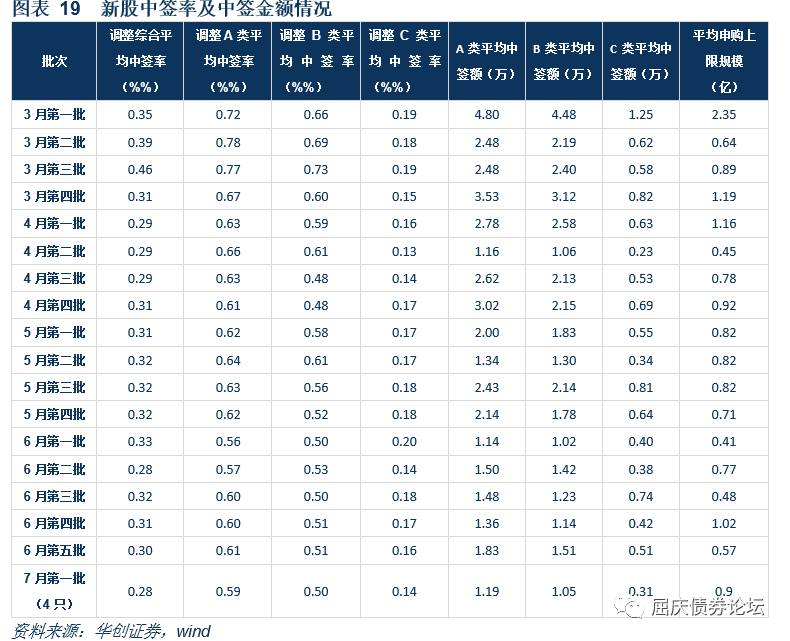 图表 19 新股中签率及中签金额情况
批次 调整综合平均中签率（%%） 调整A类平均中签率（%%） 调整 B 类平均中签率（%%） 调整 C 类平均中签率（%%） A 类平均中签额（万） B 类平均中签额（万） C 类平均中签额（万） 平均申购上限规模（亿）
3 月第一批 0.35 0.72 0.66 0.19 4.80 4.48 1.25 2.35
3 月第二批 0.39 0.78 0.69 0.18 2.48 2.19 0.62 0.64
3 月第三批 0.46 0.77 0.73 0.19 2.48 2.40 0.58 0.89
3 月第四批 0.31 0.67 0.60 0.15 3.53 3.12 0.82 1.19
4 月第一批 0.29 0.63 0.59 0.16 2.78 2.58 0.63 1.16
4 月第二批 0.29 0.66 0.61 0.13 1.16 1.06 0.23 0.45
4 月第三批 0.29 0.63 0.48 0.14 2.62 2.13 0.53 0.78
4 月第四批 0.31 0.61 0.48 0.17 3.02 2.15 0.69 0.92
5 月第一批 0.31 0.62 0.58 0.17 2.00 1.83 0.55 0.82
5 月第二批 0.32 0.64 0.61 0.17 1.34 1.30 0.34 0.82
5 月第三批 0.32 0.63 0.56 0.18 2.43 2.14 0.81 0.82
5 月第四批 0.32 0.62 0.52 0.18 2.14 1.78 0.64 0.71
6 月第一批 0.33 0.56 0.50 0.20 1.14 1.02 0.40 0.41
6 月第二批 0.28 0.57 0.53 0.14 1.50 1.42 0.38 0.77
6 月第三批 0.32 0.60 0.50 0.18 1.48 1.23 0.74 0.48
6 月第四批 0.31 0.60 0.51 0.17 1.36 1.14 0.42 1.02
6 月第五批 0.30 0.61 0.51 0.16 1.83 1.51 0.51 0.57
7 月第一批（4 只） 0.28 0.59 0.50 0.14 1.19 1.05 0.31 0.9
屈庆债券论坛
资料来源：华创证券，wind